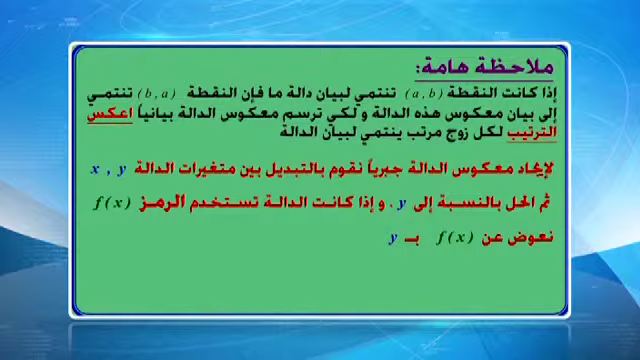 ملاحظة هامة:
إذا كانت النقطة (a,b) تنتمي لبيان دالة ما فإن النقطة (b,a) تنتمي
إلى بيان معكوس هذه الدالة و لكي ترسم معكوس الدالة بيانياً اعكس
الترتيب لكل زوج مرتب ينتمي لبيان الدالة
لإيجاد معكوس الدالة جبرياً نقوم بالتبديل بين متغيرات الدالة x , y
ثم الحل بالنسبة إلى y ، و إذا كانت الدالة تستخدم الرمز f(x)
نعوض عن f(x) بـ y